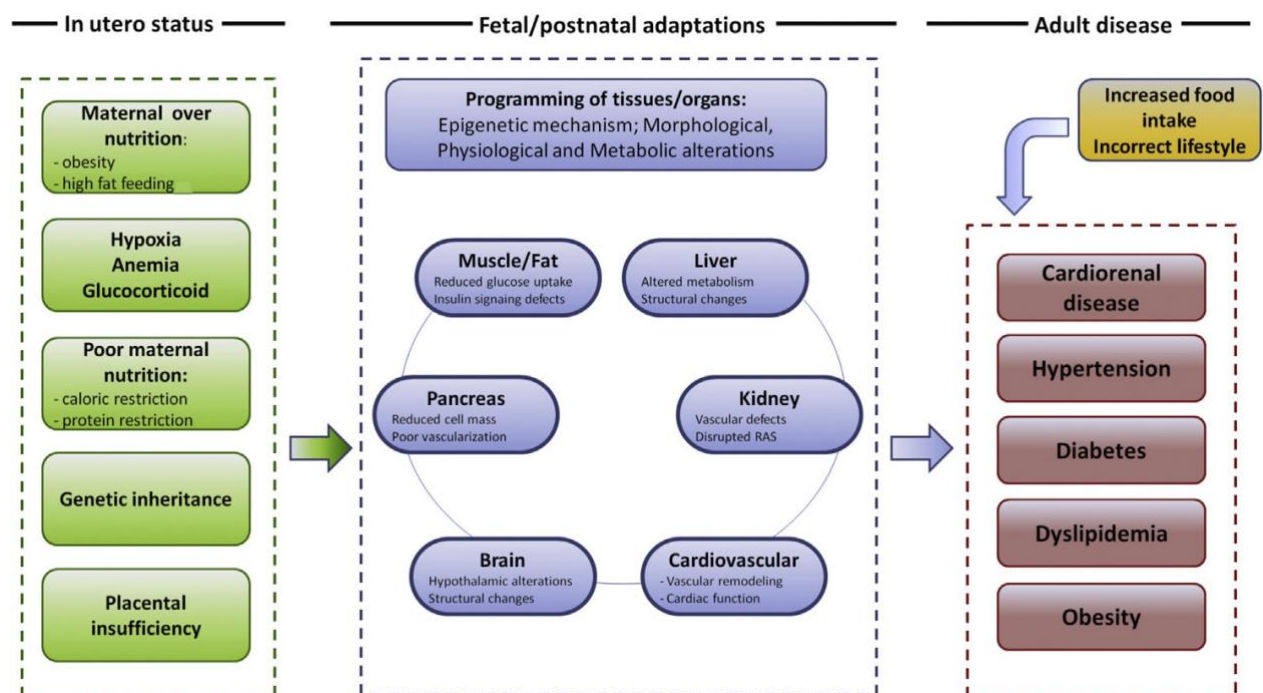 In utero status
Fetal/postnatal adaptations
Adult disease
Maternal over
nutrition:
- obesity
- high fat feeding
Hypoxia
Anemia
Glucocorticoid
Poor maternal
nutrition:
- caloric restriction
- protein restriction
Genetic inheritance
Placental
insufficiency
Programming of tissues/organs:
Epigenetic mechanism; Morphological,
Physiological and Metabolic alterations
Muscle/Fat
Reduced glucose uptake
Insulin signaing defects
Liver
Altered metabolism
Structural changes
Pancreas
Reduced cell mass
Poor vascularization
Kidney
Vascular defects
Disrupted RAS
Brain
Hypothalamic alterations
Structural changes
Cardiovascular
- Vascular remodeling
- Cardiac function
Increased food
intake
Incorrect lifestyle
Cardiorenal
disease
Hypertension
Diabetes
Dyslipidemia
Obesity